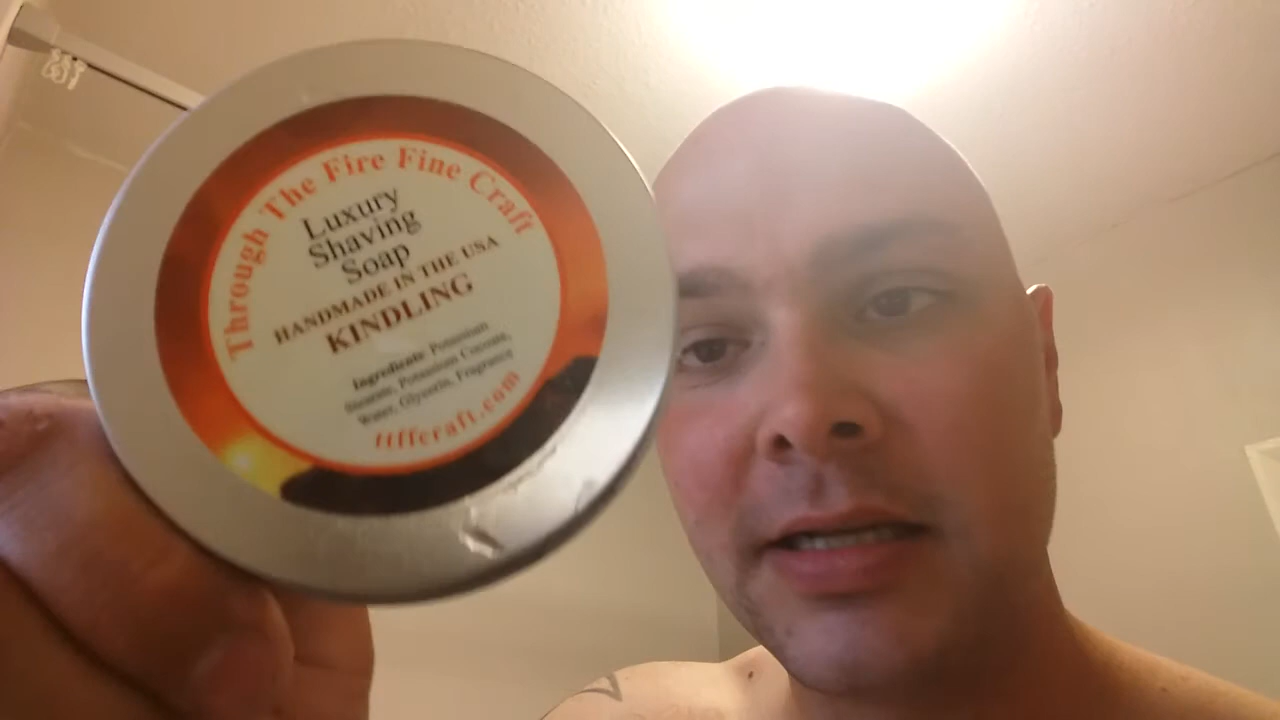 Through The Fire Fine Craft
Luxury
Shaving
Soap
HANDMADE IN THE USA
KINDLING
Ingredients: Potassium
Stearate, Potassium Cocoate,
Water, Glycerin, Fragrance
ttffcraft.com